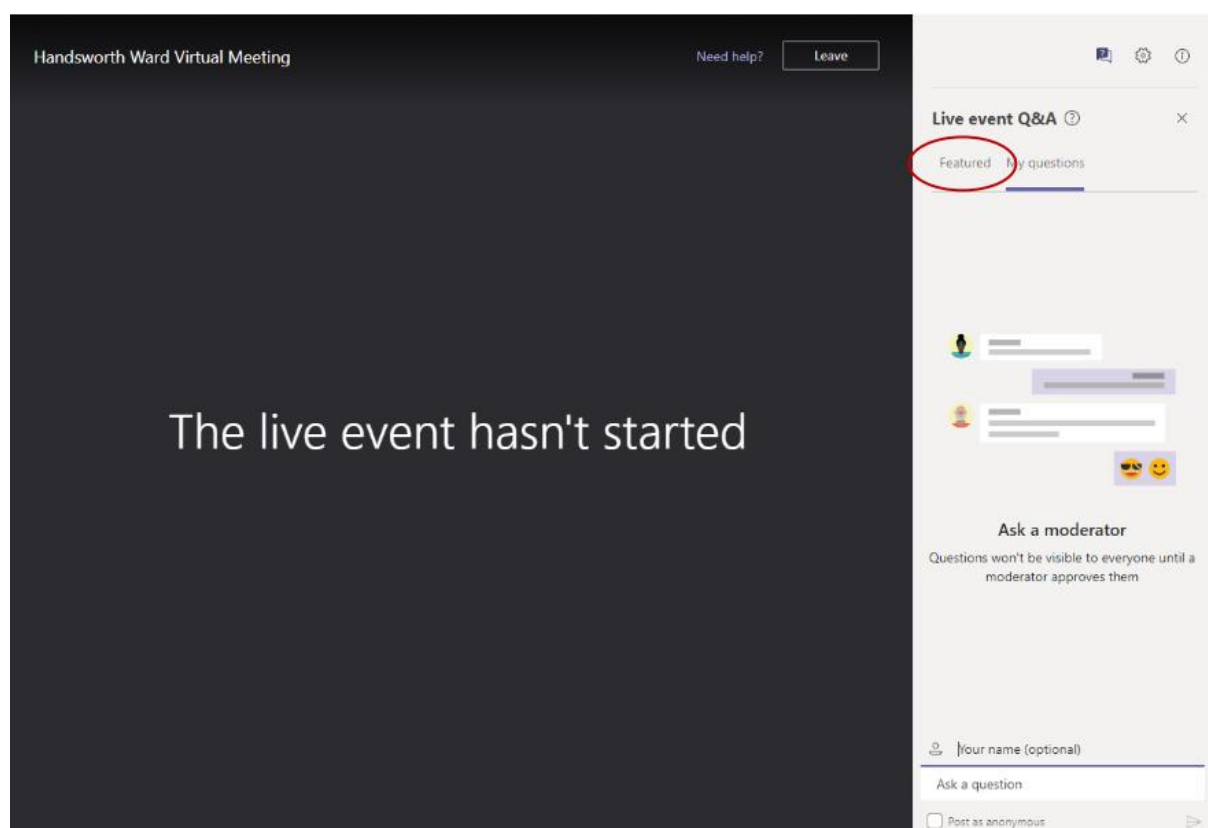 Handsworth Ward Virtual Meeting
Need help?
Leave
Live event Q&A
Featured
My questions
The live event hasn't started
Ask a moderator
Questions won't be visible to everyone until a
moderator approves them
Your name (optional)
Ask a question
Post as anonymous